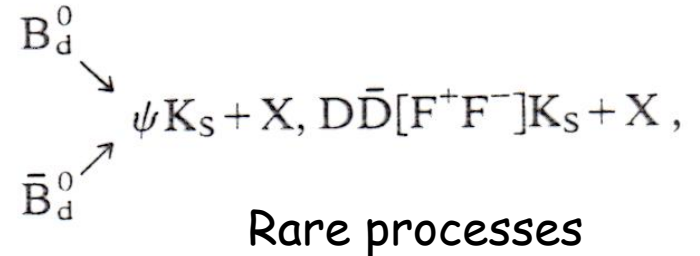 B⁰_d
↘
ψK_S + X, DD̄[F⁺F⁻]K_S + X ,
↗
B̄⁰_d
Rare processes